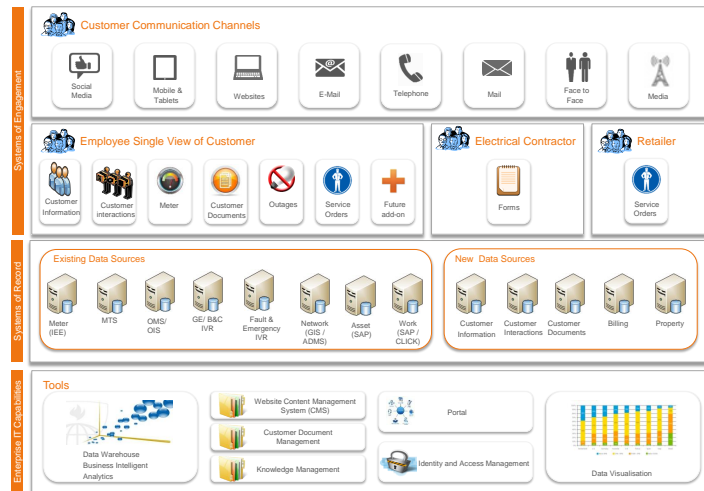 Systems of Engagement
Customer Communication Channels
Social
Media
Mobile &
Tablets
Websites
E-Mail
Telephone
Mail
Face to
Face
Media
Employee Single View of Customer
Customer
Information
Customer
interactions
Meter
Customer
Documents
Outages
Service
Orders
Future
add-on
Electrical Contractor
Forms
Retailer
Service
Orders
Systems of Record
Existing Data Sources
Meter
(IEE)
MTS
OMS/
OIS
GE/ B&C
IVR
Fault &
Emergency
IVR
Network
(GIS /
ADMS)
Asset
(SAP)
Work
(SAP /
CLICK)
New Data Sources
Customer
Information
Customer
Interactions
Customer
Documents
Billing
Property
Enterprise IT Capabilities
Tools
Data Warehouse
Business Intelligent
Analytics
Website Content Management
System (CMS)
Customer Document
Management
Knowledge Management
Portal
Identity and Access Management
Data Visualisation